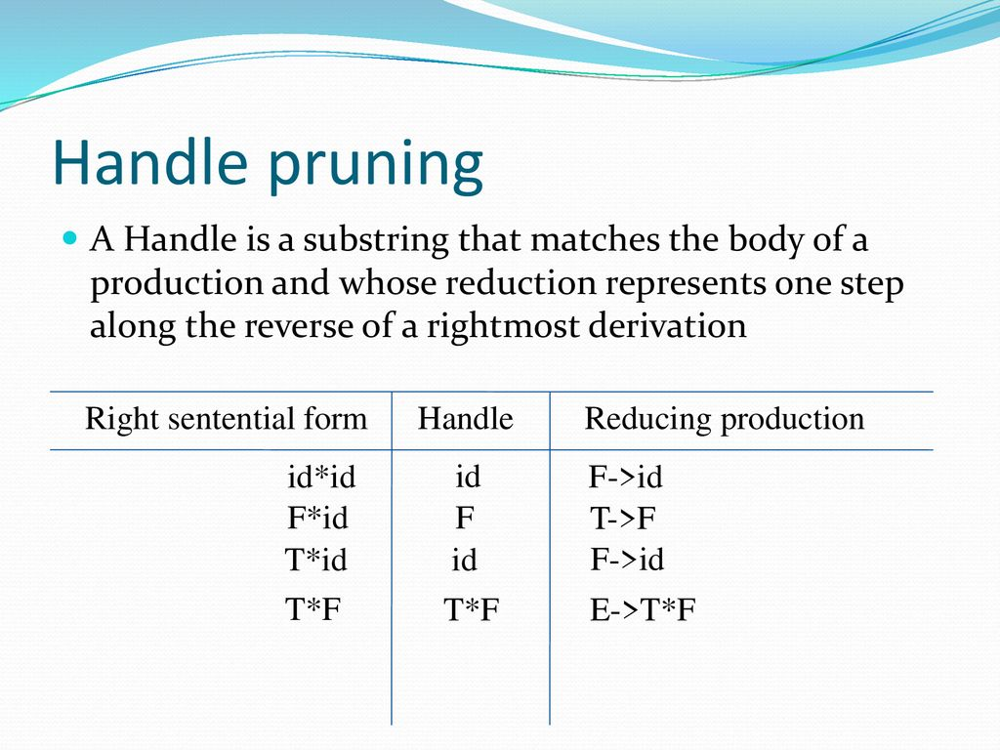 Handle pruning
A Handle is a substring that matches the body of a
production and whose reduction represents one step
along the reverse of a rightmost derivation
Right sentential form Handle Reducing production
id*id id F->id
F*id F T->F
T*id id F->id
T*F T*F E->T*F